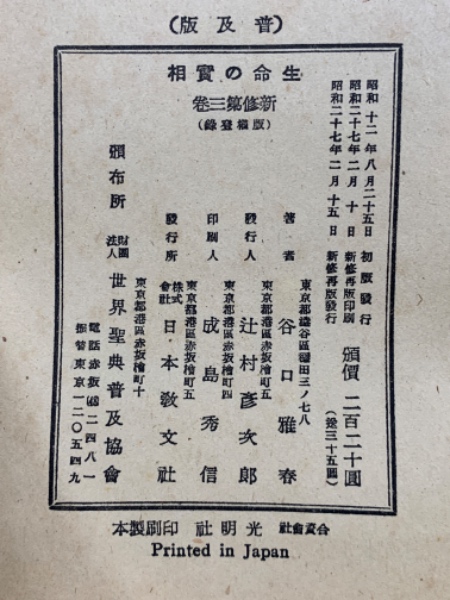 （普及版）
生命の實相
新修第三卷
（版權登錄）
昭和十二年八月二十五日　初版發行
昭和二十七年二月十日　新修再版印刷
昭和二十七年二月十五日　新修再版發行
頒價　二百二十圓
（三十五圓）
東京都澁谷區穩田三ノ七八
著者　谷口雅春
東京都港區赤坂檜町五
發行人　辻村彦次郎
東京都港區赤坂檜町四
印刷人　成島秀信
東京都港區赤坂檜町五
發行所　株式會社　日本敎文社
東京都港區赤坂檜町十
頒布所　財團法人　世界聖典普及協會
電話赤坂(48)二四八一
振替東京一二〇五四九
合資會社　光明社　印刷製本
Printed in Japan